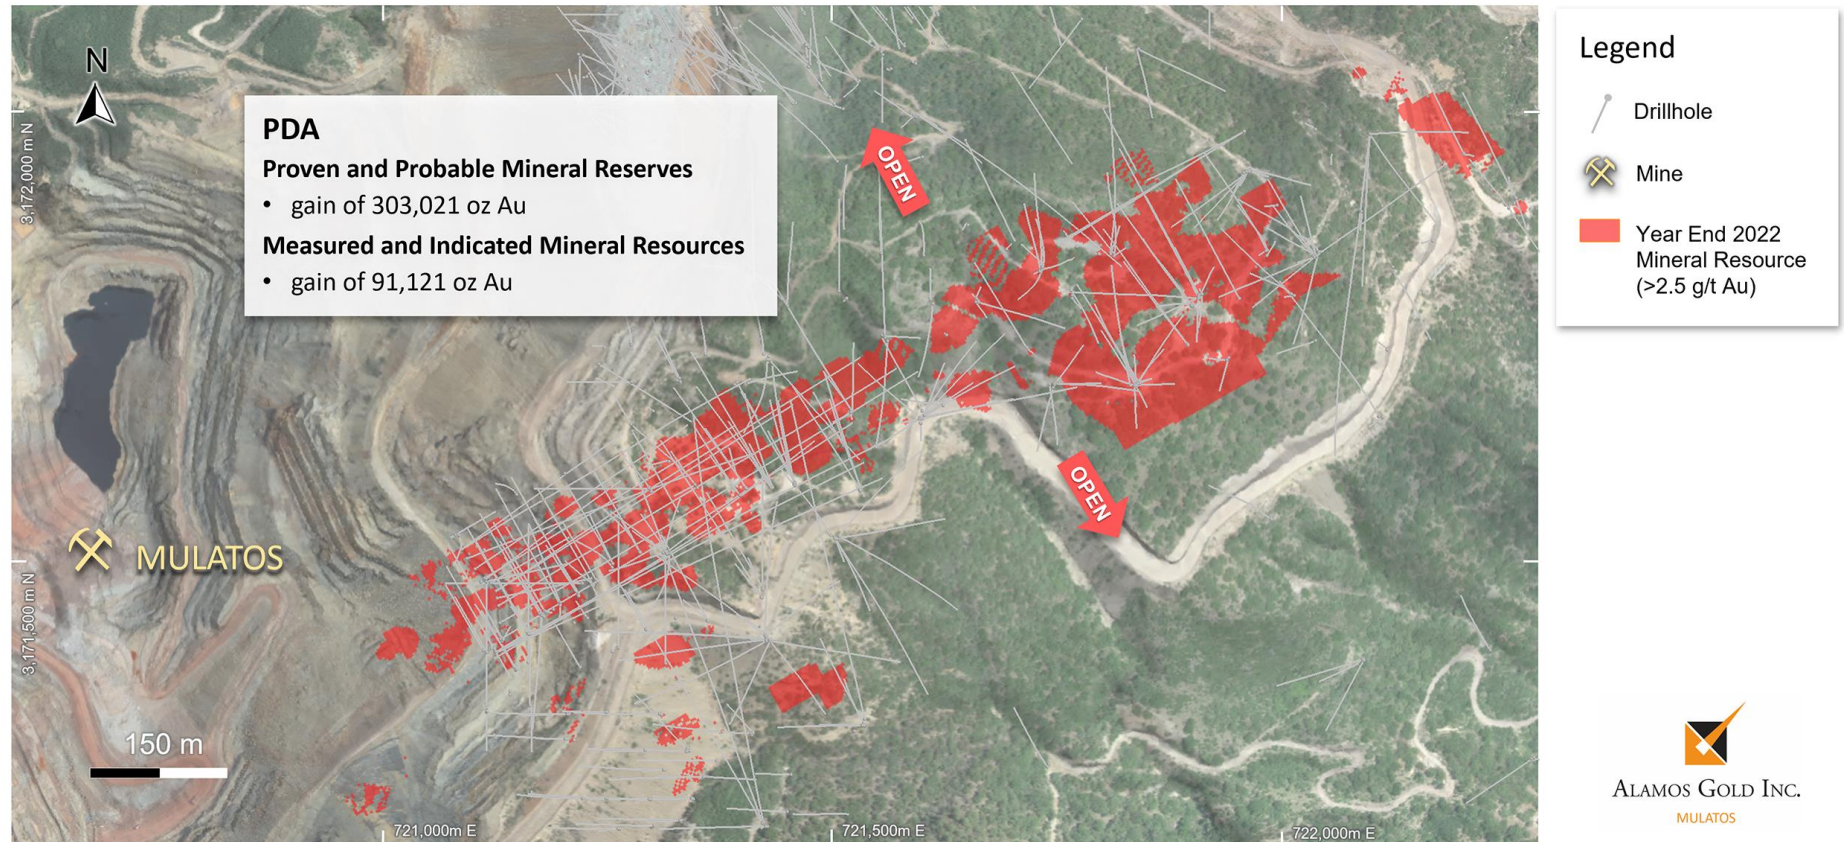 N
3,172,000 m N
PDA
Proven and Probable Mineral Reserves
• gain of 303,021 oz Au
Measured and Indicated Mineral Resources
• gain of 91,121 oz Au
OPEN
OPEN
MULATOS
3,171,500 m N
150 m
721,000m E
721,500m E
722,000m E
Legend
Drillhole
Mine
Year End 2022
Mineral Resource
(>2.5 g/t Au)
ALAMOS GOLD INC.
MULATOS